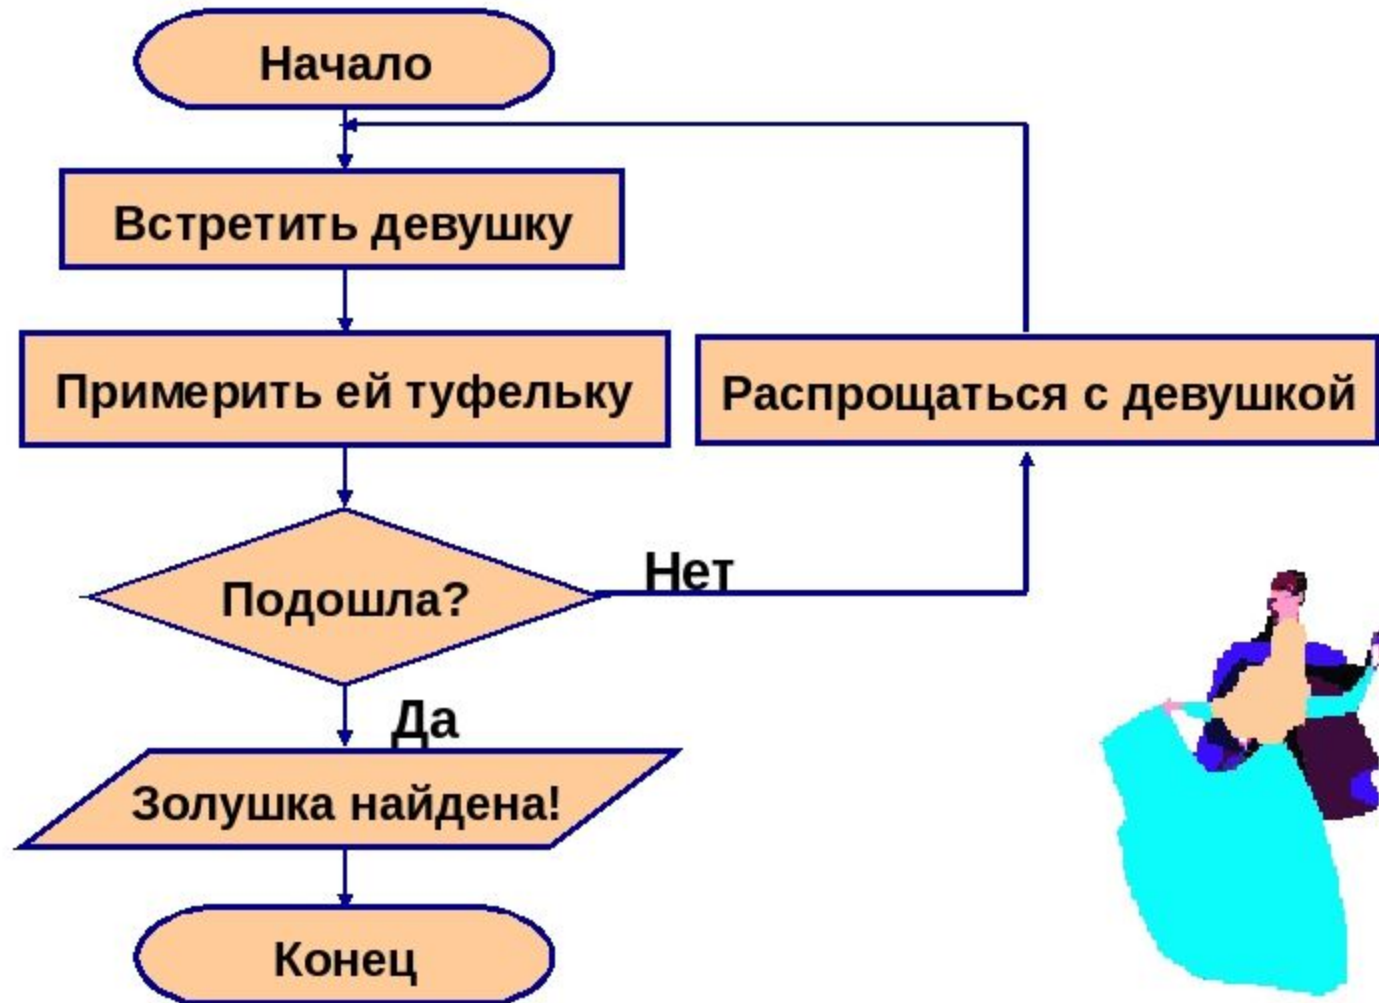 Начало
Встретить девушку
Примерить ей туфельку
Распрощаться с девушкой
Подошла?
Нет
Да
Золушка найдена!
Конец